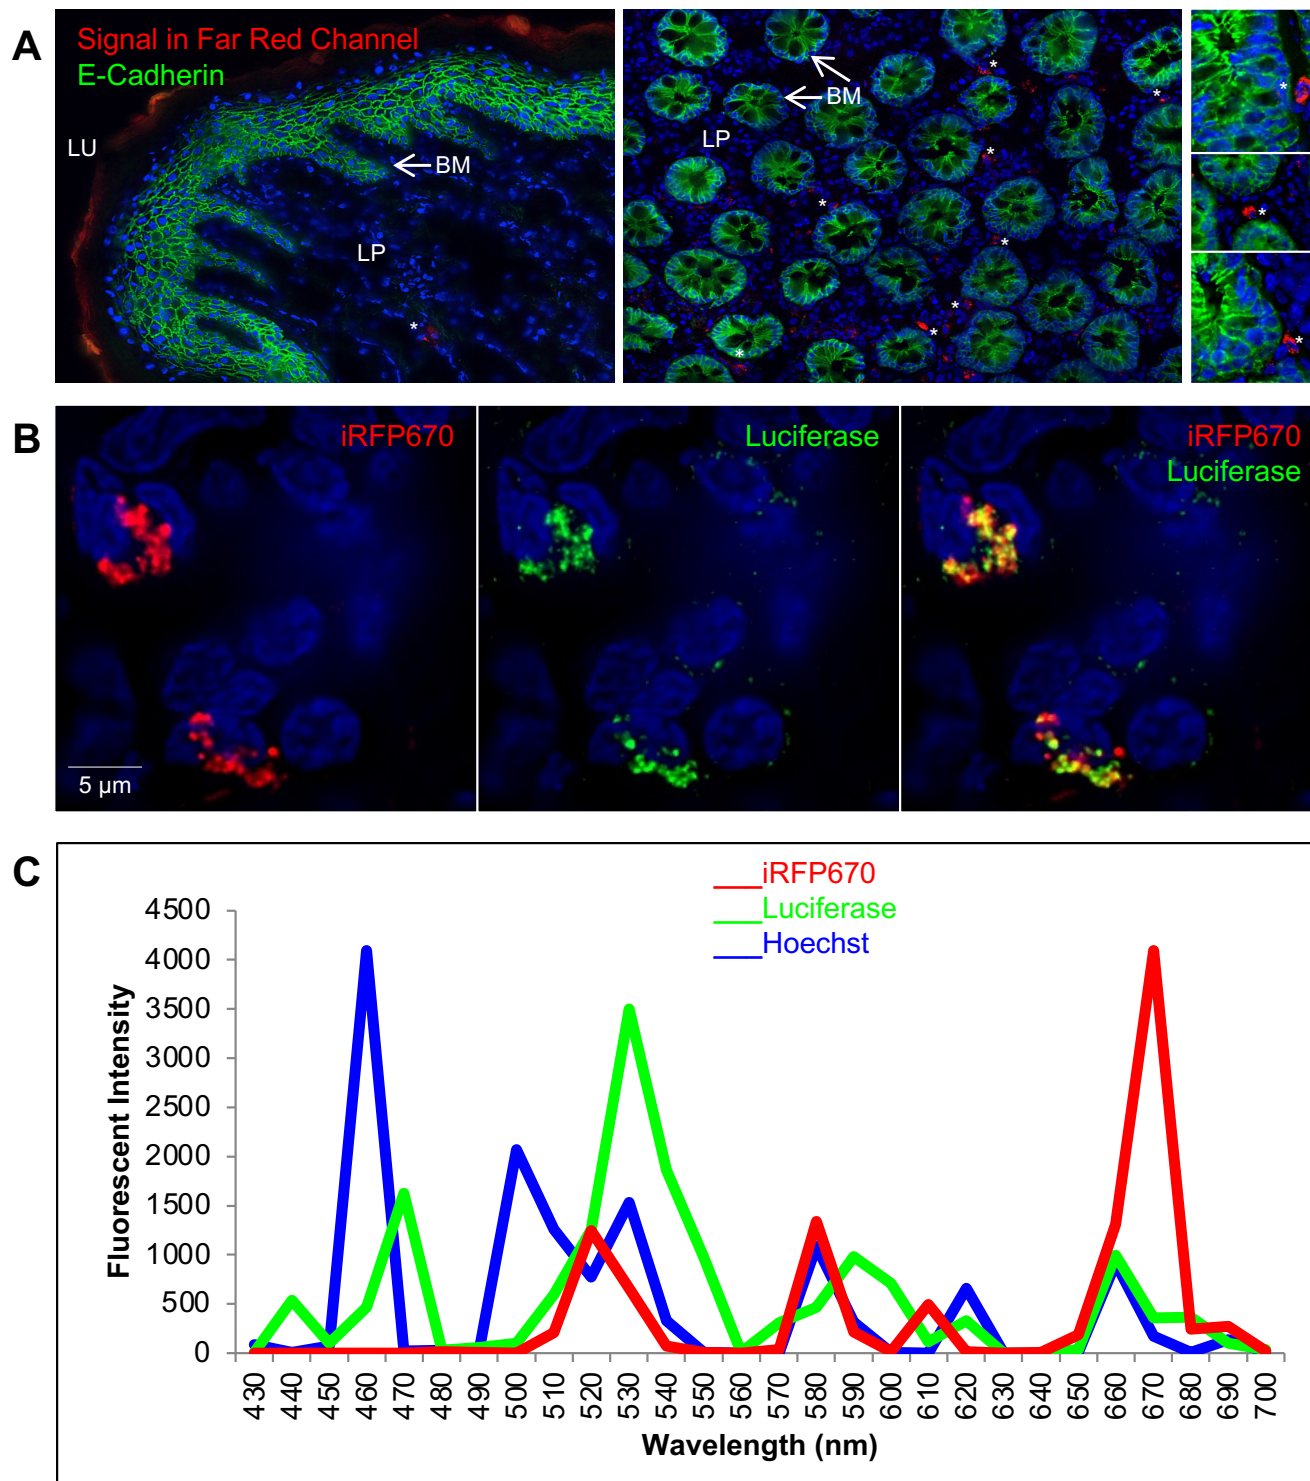 A
Signal in Far Red Channel
E-Cadherin
LU
BM
LP
*
BM
LP
*
*
*
*
*
*
*
*
*
*
*
B
iRFP670
Luciferase
iRFP670
Luciferase
5 µm
C
iRFP670
Luciferase
Hoechst
Fluorescent Intensity
4500
4000
3500
3000
2500
2000
1500
1000
500
0
430 440 450 460 470 480 490 500 510 520 530 540 550 560 570 580 590 600 610 620 630 640 650 660 670 680 690 700
Wavelength (nm)